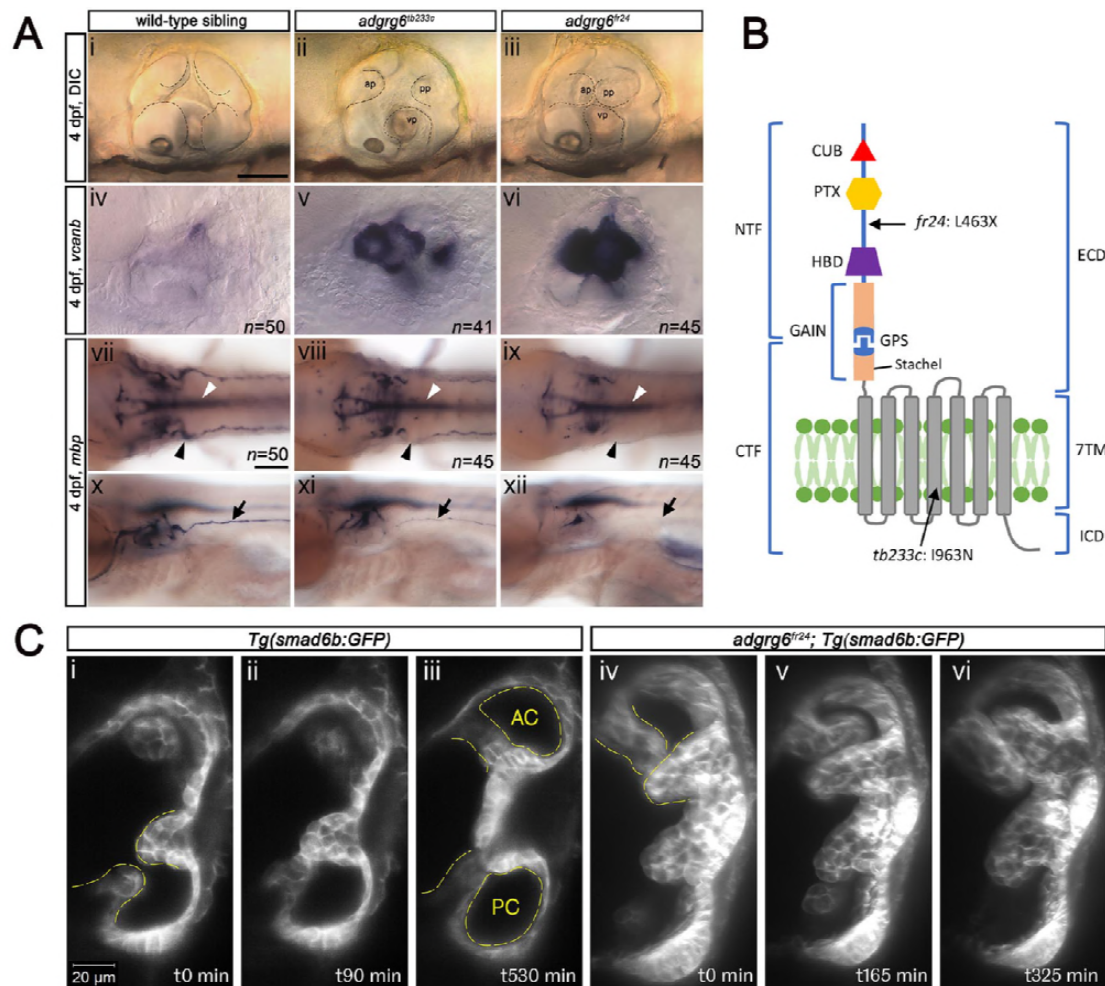 A
wild-type sibling
adgrg6tb233c
adgrg6fr24
4 dpf, DIC
i
ii
ap
pp
vp
iii
ap
pp
vp
4 dpf, vcanb
iv
n=50
v
n=41
vi
n=45
4 dpf, mbp
vii
n=50
viii
n=45
ix
n=45
x
xi
xii
B
CUB
PTX
fr24: L463X
NTF
HBD
ECD
GAIN
GPS
Stachel
CTF
7TM
ICD
tb233c: I963N
C
Tg(smad6b:GFP)
adgrg6fr24; Tg(smad6b:GFP)
i
20 µm
t0 min
ii
t90 min
iii
AC
PC
t530 min
iv
t0 min
v
t165 min
vi
t325 min